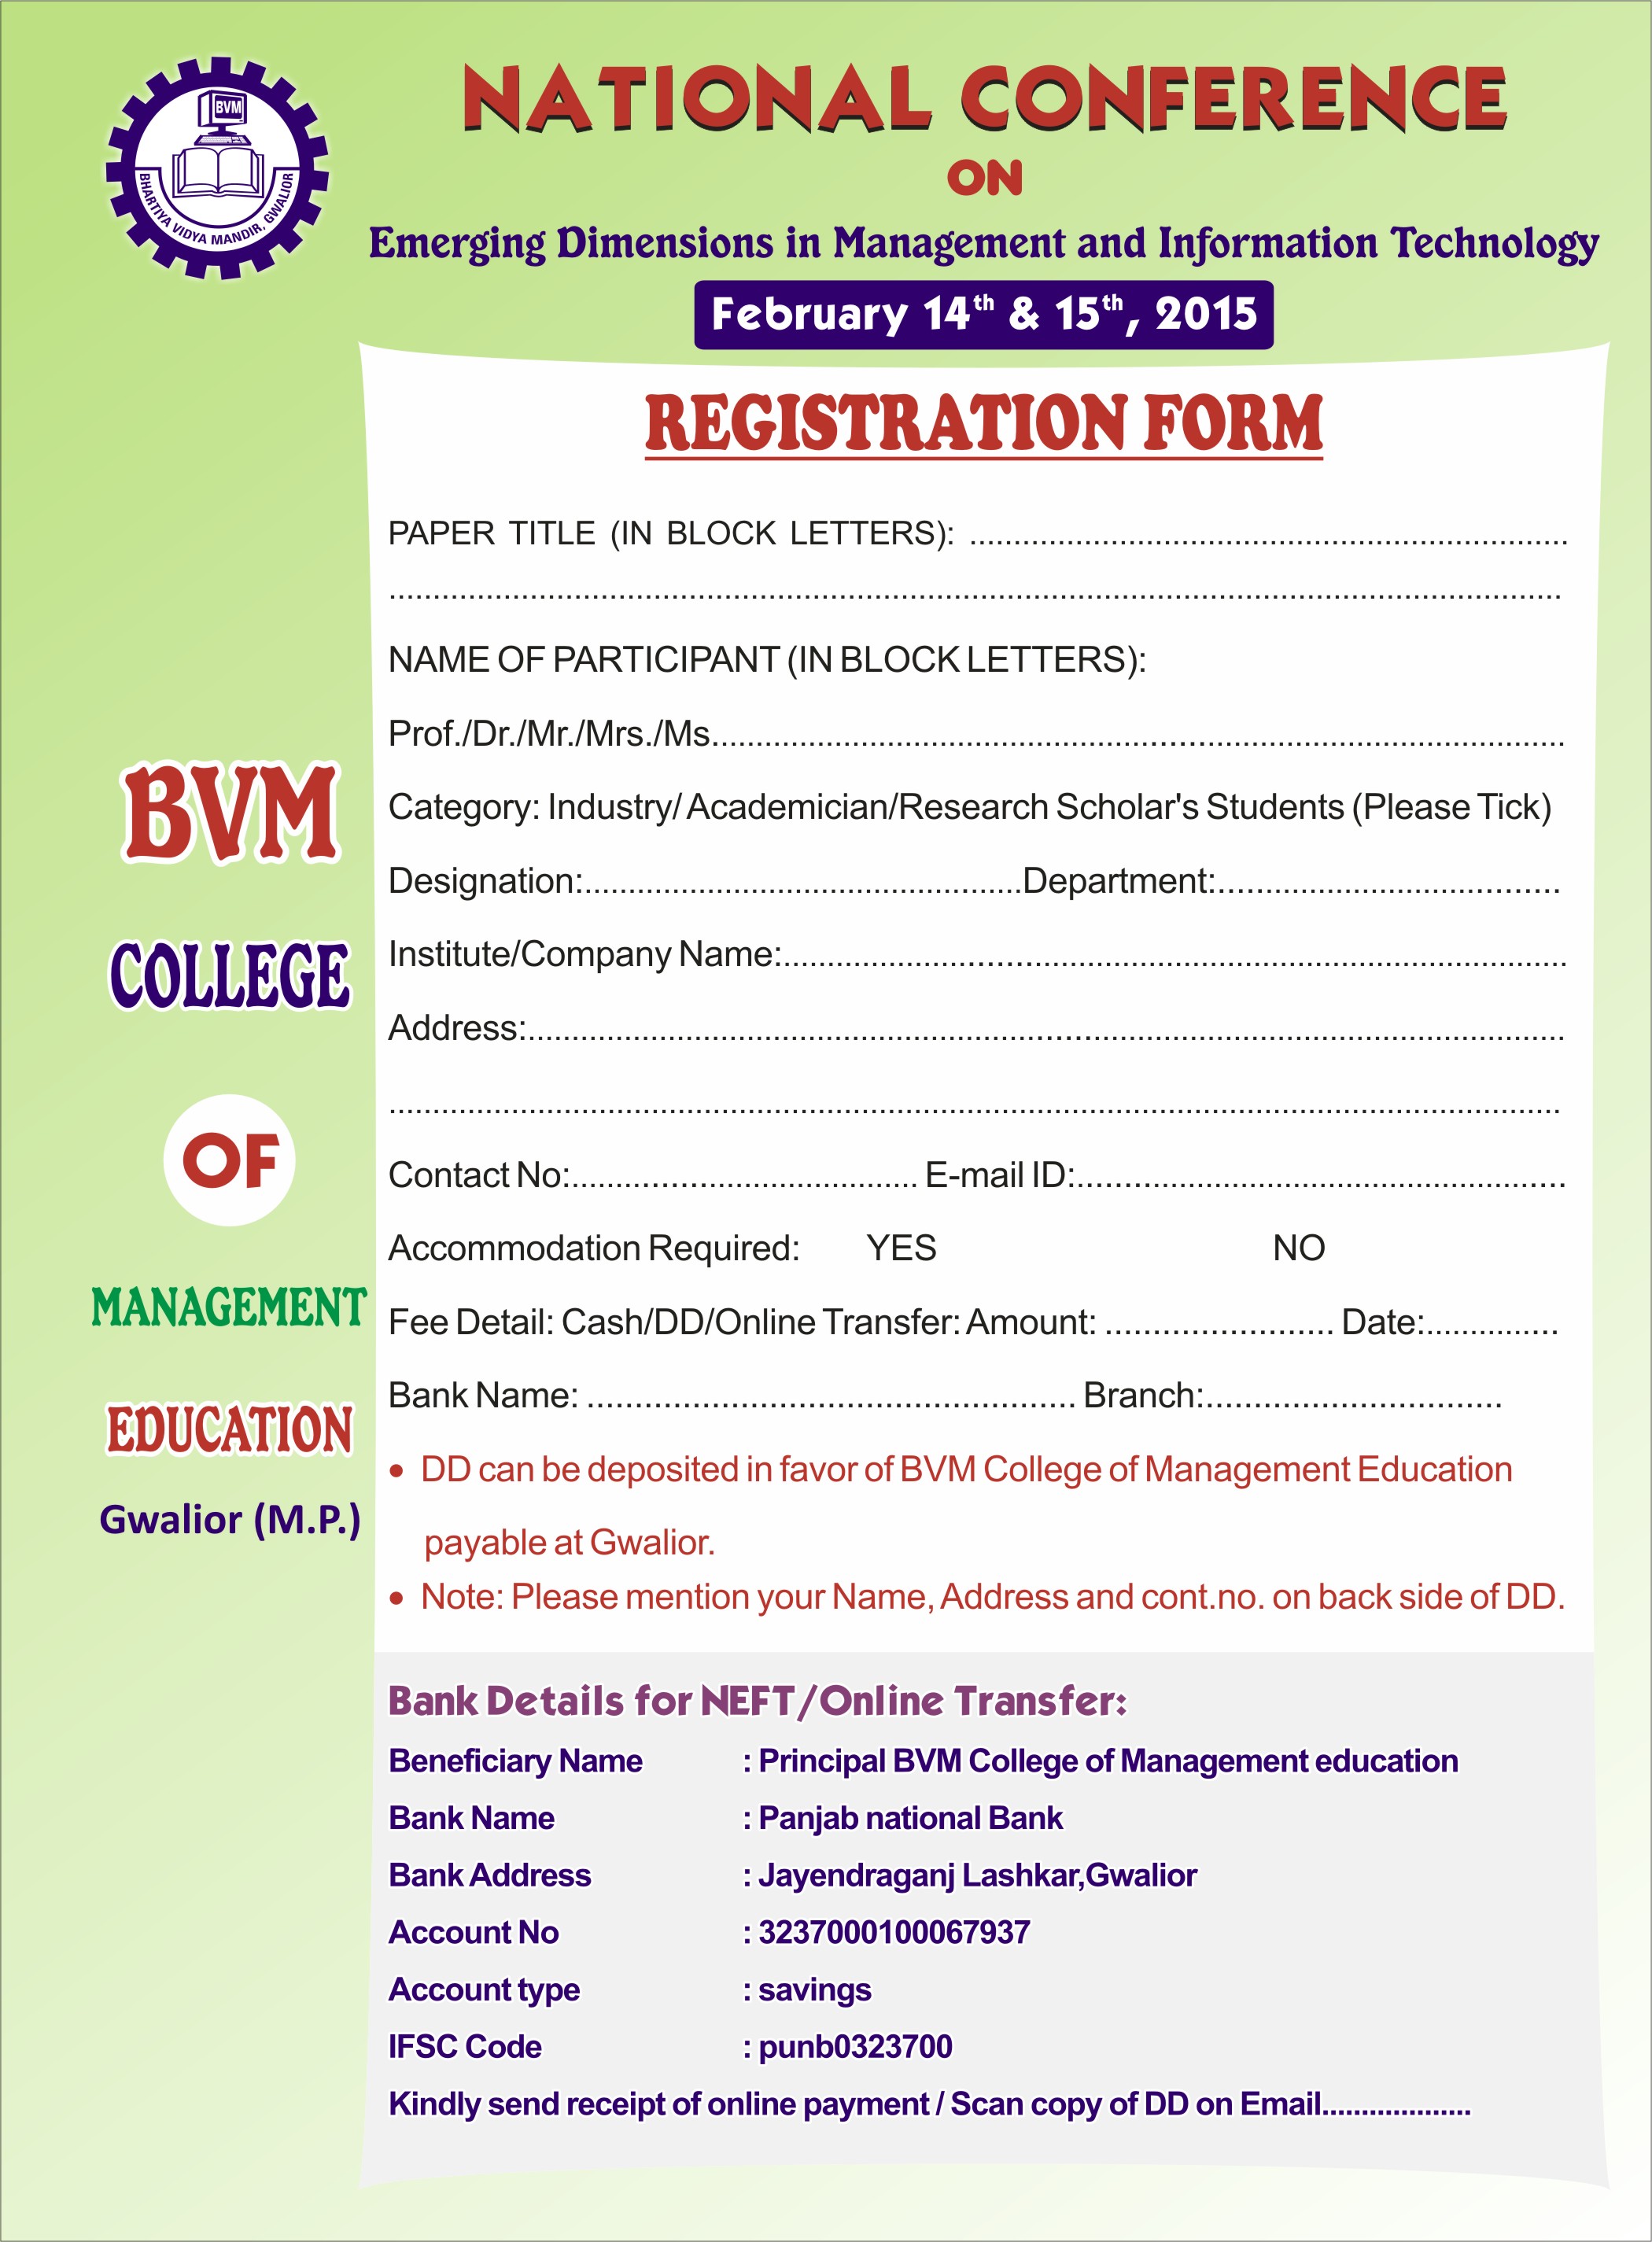 BVM
BHARTIYA VIDYA MANDIR, GWALIOR
NATIONAL CONFERENCE
ON
Emerging Dimensions in Management and Information Technology
February 14th & 15th, 2015
REGISTRATION FORM
PAPER TITLE (IN BLOCK LETTERS): ....................................................................
.....................................................................................................................................
NAME OF PARTICIPANT (IN BLOCK LETTERS):
Prof./Dr./Mr./Mrs./Ms.................................................................................................
Category: Industry/ Academician/Research Scholar's Students (Please Tick)
Designation:..................................................Department:.......................................
Institute/Company Name:.........................................................................................
Address:......................................................................................................................
.....................................................................................................................................
Contact No:....................................... E-mail ID:.......................................................
Accommodation Required: YES NO
Fee Detail: Cash/DD/Online Transfer: Amount: ........................ Date:...............
Bank Name: ................................................... Branch:...............................
• DD can be deposited in favor of BVM College of Management Education
payable at Gwalior.
• Note: Please mention your Name, Address and cont.no. on back side of DD.
Bank Details for NEFT/Online Transfer:
Beneficiary Name : Principal BVM College of Management education
Bank Name : Panjab national Bank
Bank Address : Jayendraganj Lashkar,Gwalior
Account No : 3237000100067937
Account type : savings
IFSC Code : punb0323700
Kindly send receipt of online payment / Scan copy of DD on Email...................
BVM
COLLEGE
OF
MANAGEMENT
EDUCATION
Gwalior (M.P.)